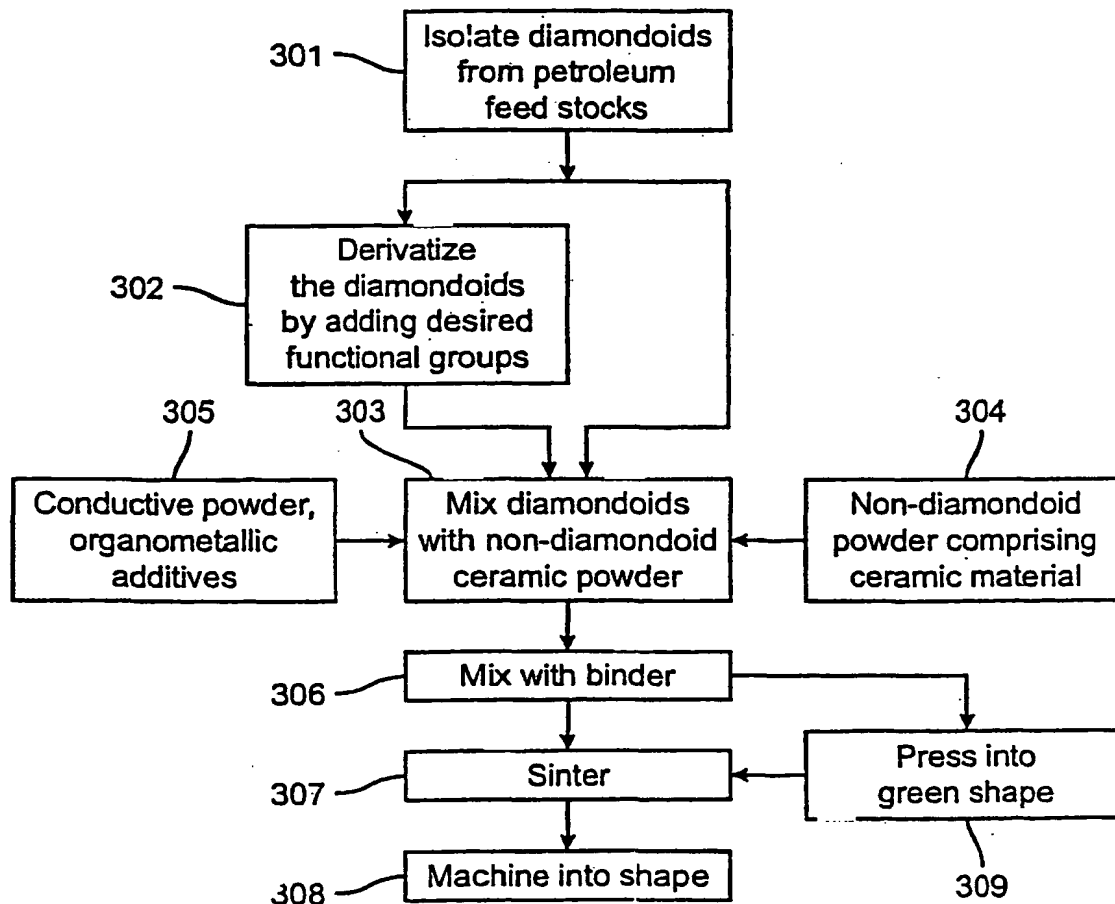 301
Isolate diamondoids
from petroleum
feed stocks
302
Derivatize
the diamondoids
by adding desired
functional groups
305
303
304
Conductive powder,
organometallic
additives
Mix diamondoids
with non-diamondoid
ceramic powder
Non-diamondoid
powder comprising
ceramic material
306
Mix with binder
307
Sinter
Press into
green shape
308
Machine into shape
309